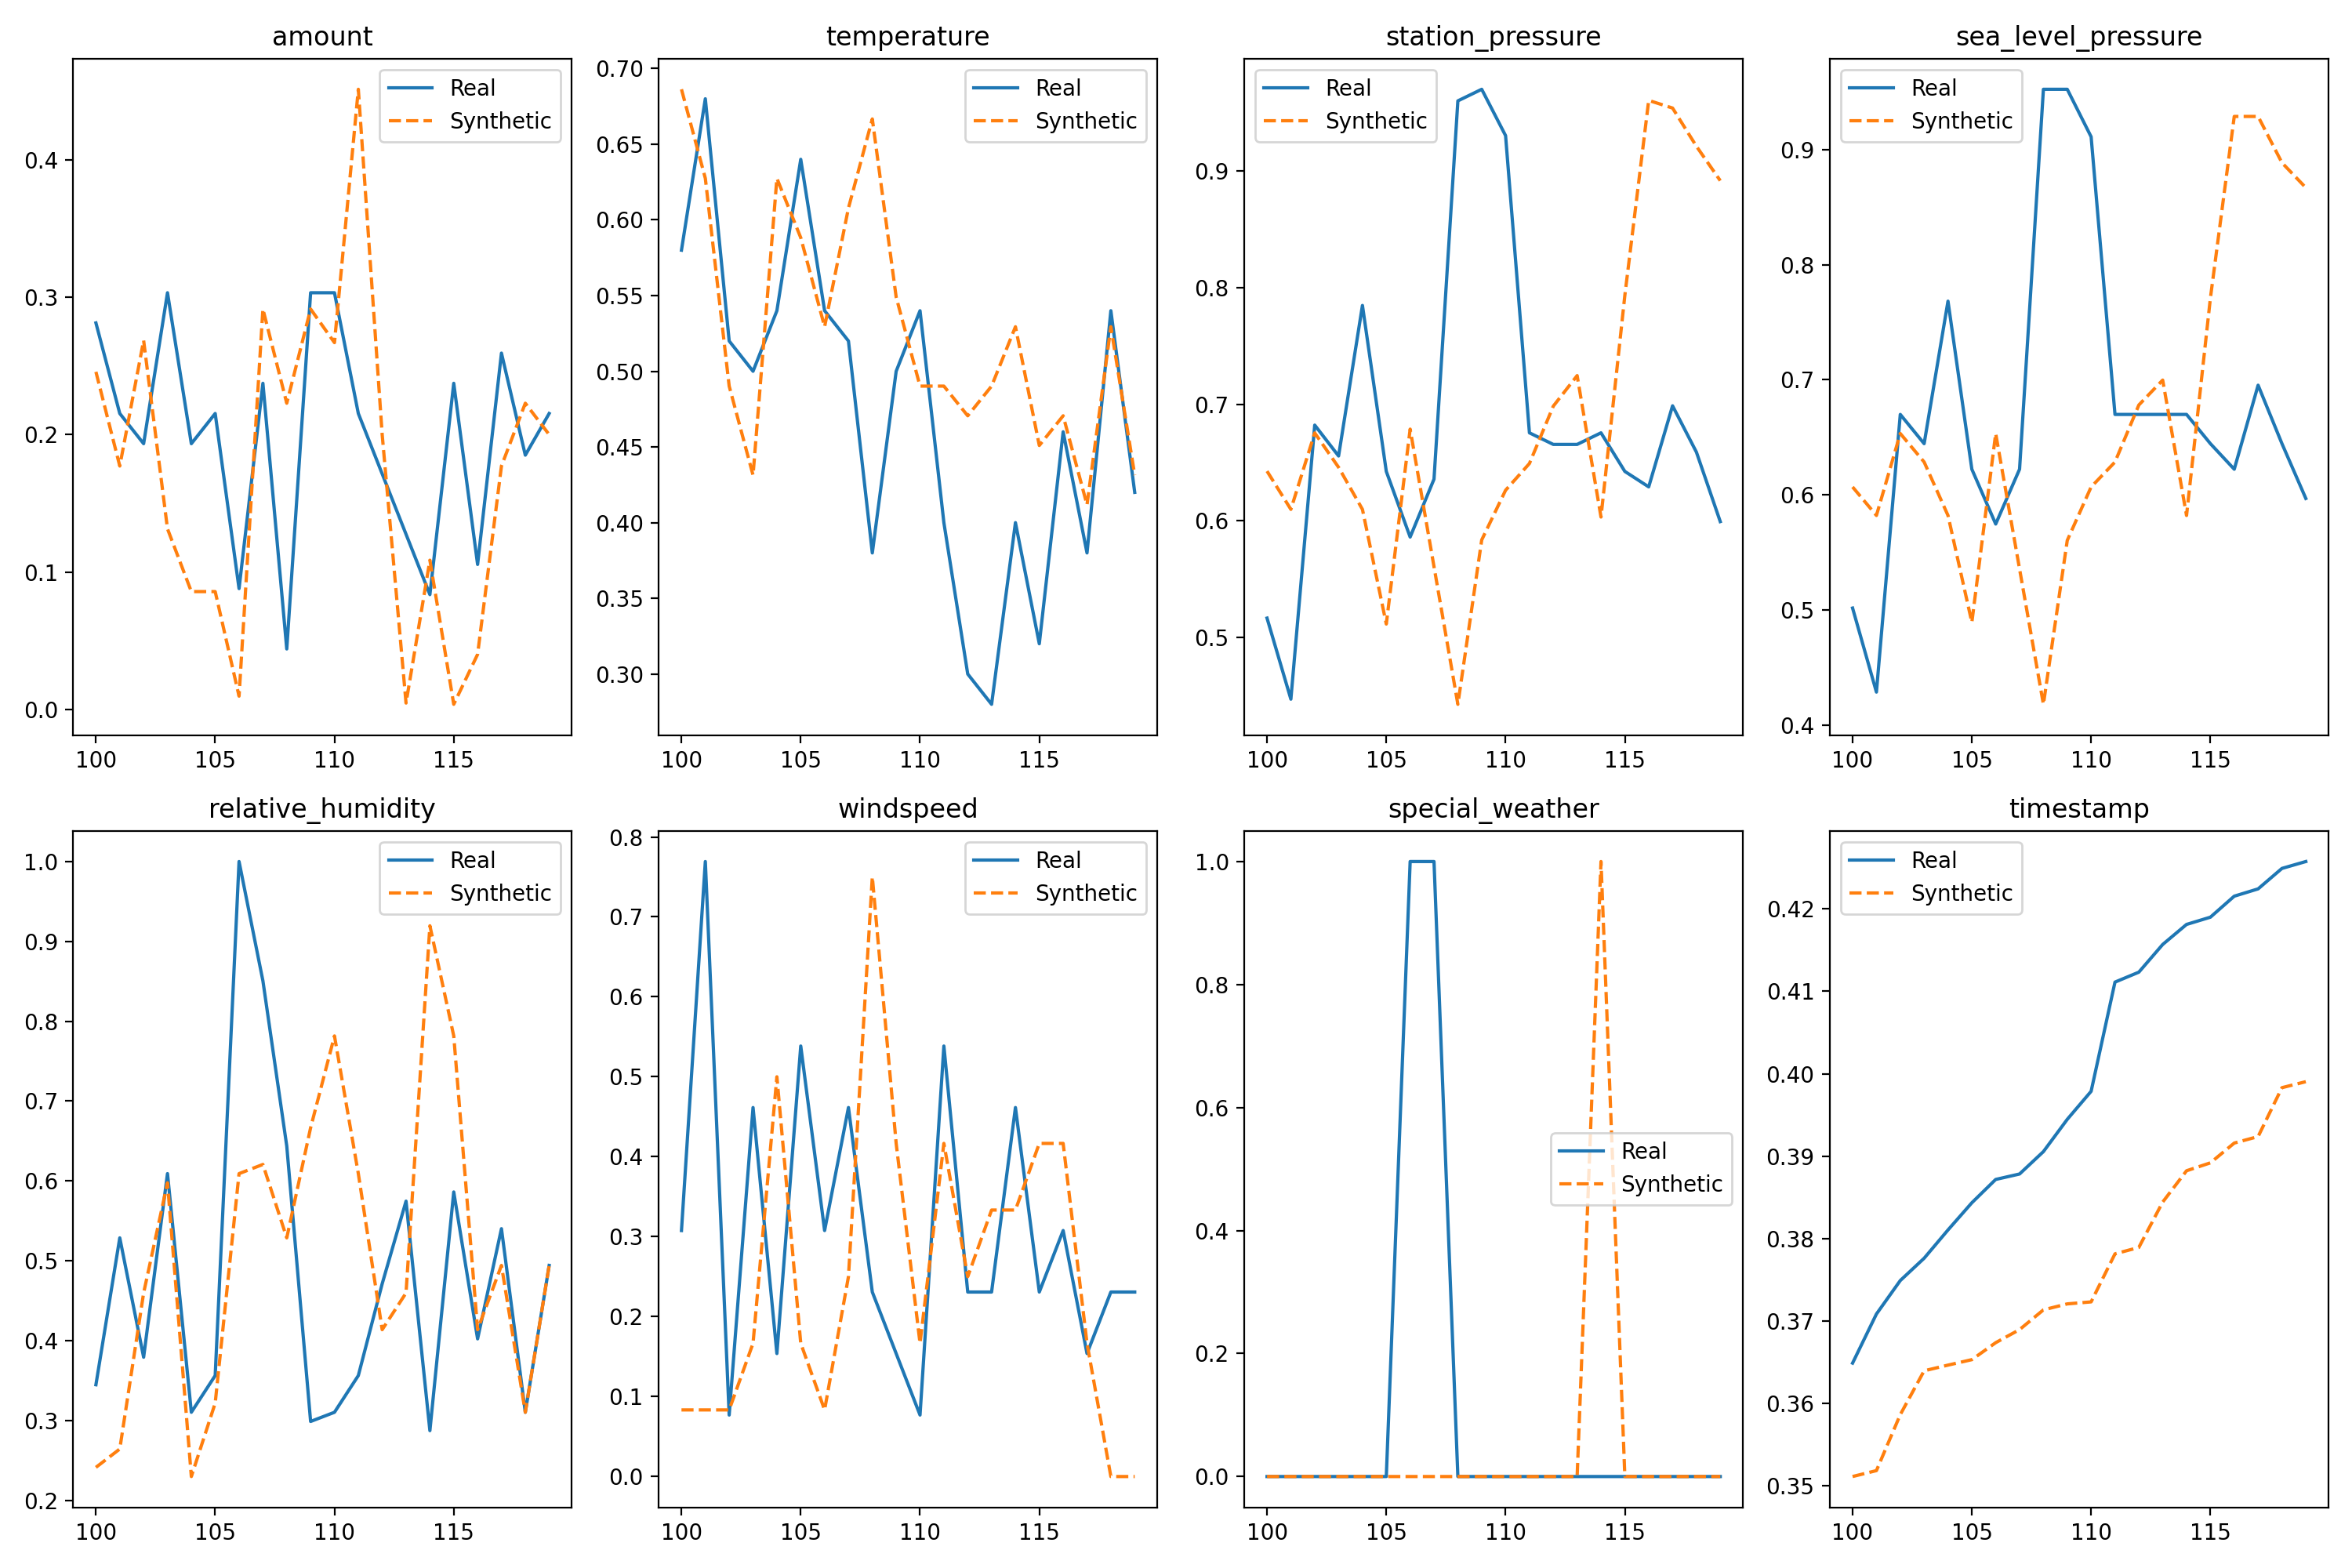 amount
Real
Synthetic
0.4
0.3
0.2
0.1
0.0
100 105 110 115
temperature
Real
Synthetic
0.70
0.65
0.60
0.55
0.50
0.45
0.40
0.35
0.30
100 105 110 115
station_pressure
Real
Synthetic
0.9
0.8
0.7
0.6
0.5
100 105 110 115
sea_level_pressure
Real
Synthetic
0.9
0.8
0.7
0.6
0.5
0.4
100 105 110 115
relative_humidity
Real
Synthetic
1.0
0.9
0.8
0.7
0.6
0.5
0.4
0.3
0.2
100 105 110 115
windspeed
Real
Synthetic
0.8
0.7
0.6
0.5
0.4
0.3
0.2
0.1
0.0
100 105 110 115
special_weather
Real
Synthetic
1.0
0.8
0.6
0.4
0.2
0.0
100 105 110 115
timestamp
Real
Synthetic
0.42
0.41
0.40
0.39
0.38
0.37
0.36
0.35
100 105 110 115